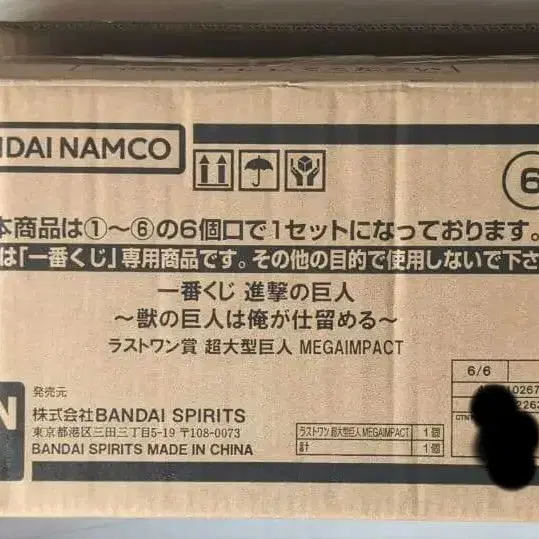 NDAI NAMCO
6
本商品は①～⑥の6個口で1セットになっております。
は「一番くじ」専用商品です。その他の目的で使用しないで下さ
一番くじ 進撃の巨人
～獣の巨人は俺が仕留める～
ラストワン賞 超大型巨人 MEGAIMPACT
6/6
発売元
株式会社BANDAI SPIRITS
東京都港区三田三丁目5-19 〒108-0073
BANDAI SPIRITS MADE IN CHINA
ラストワン 超大型巨人 MEGAIMPACT 1個
合計 1個